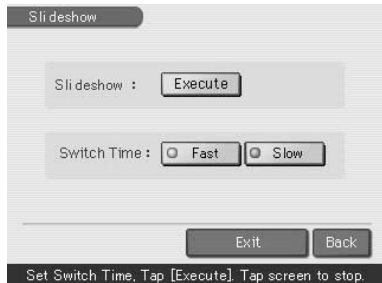 Slideshow
Slideshow : Execute
Switch Time : Fast Slow
Exit Back
Set Switch Time, Tap [Execute]. Tap screen to stop.